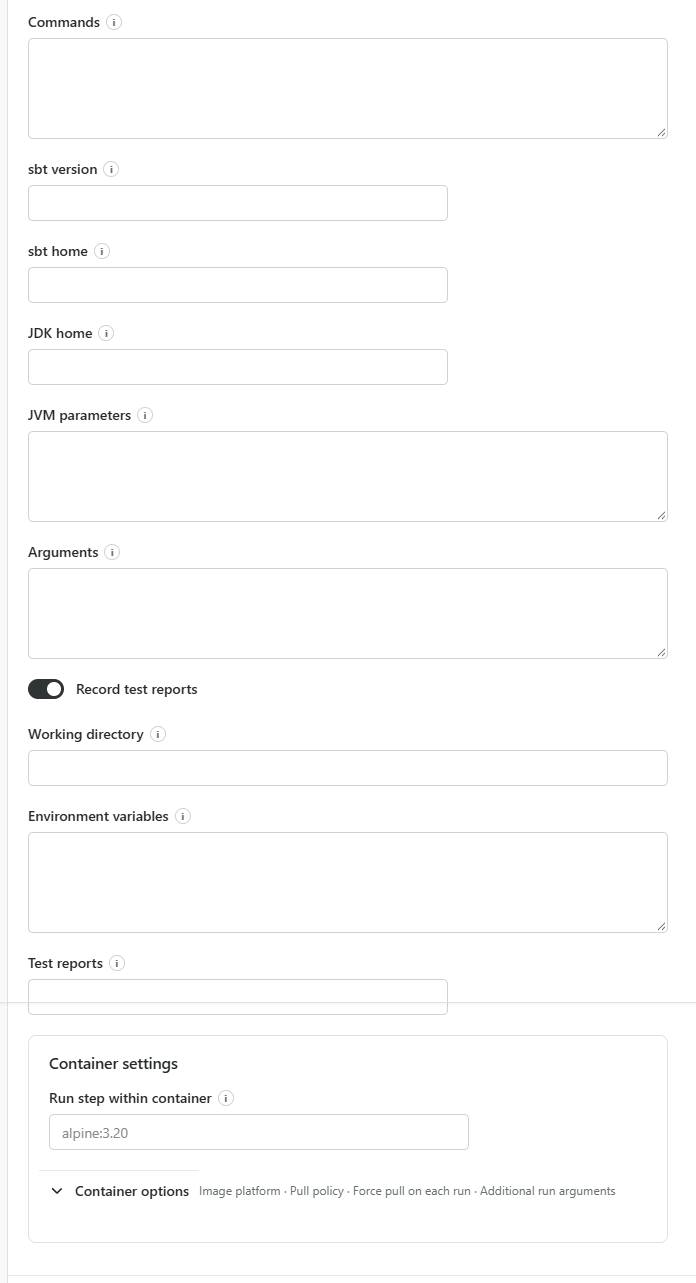 Commands
sbt version
sbt home
JDK home
JVM parameters
Arguments
Record test reports
Working directory
Environment variables
Test reports
Container settings
Run step within container
alpine:3.20
Container options Image platform · Pull policy · Force pull on each run · Additional run arguments